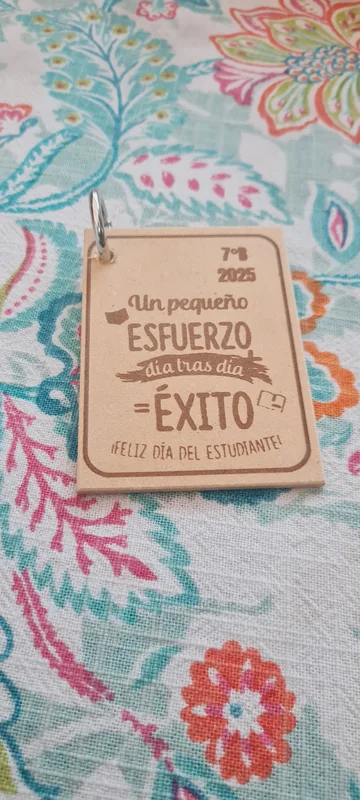 7°B
2025
Un pequeño
ESFUERZO
día tras día
= ÉXITO
¡FELIZ DÍA DEL ESTUDIANTE!